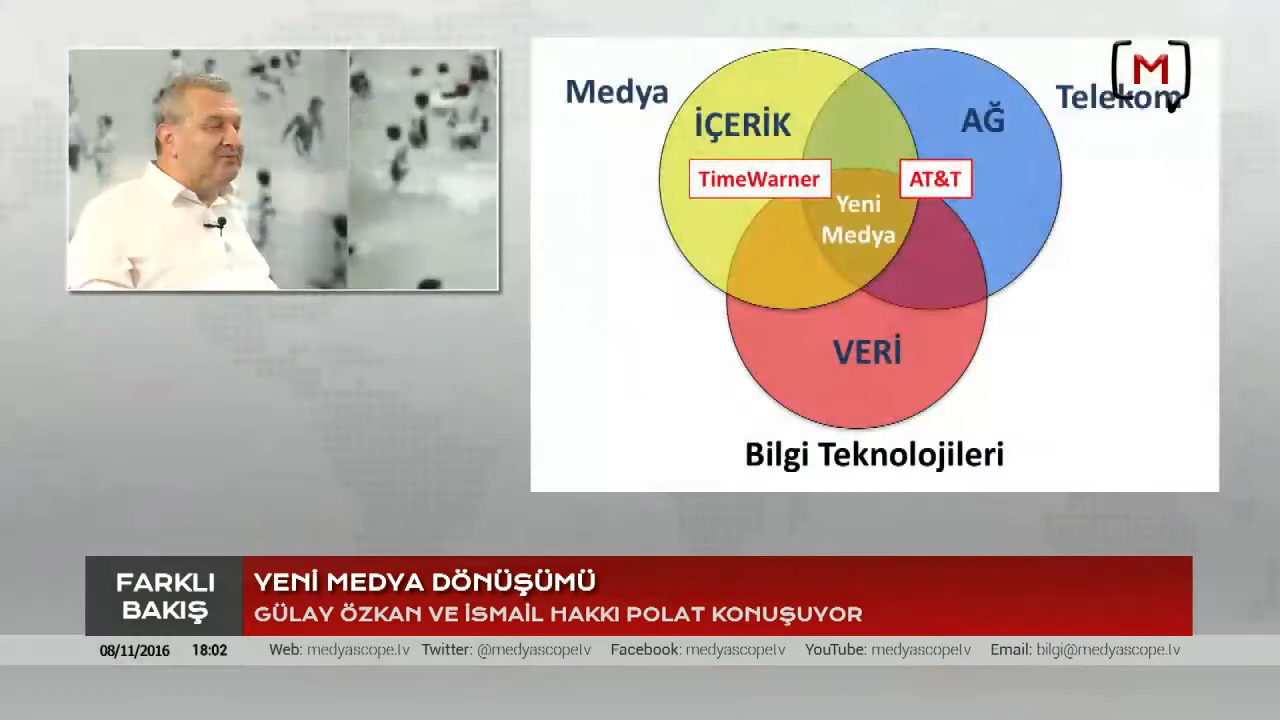 Medya
İÇERİK
AĞ
Telekom
M
TimeWarner
AT&T
Yeni
Medya
VERİ
Bilgi Teknolojileri
FARKLI
BAKIŞ
YENİ MEDYA DÖNÜŞÜMÜ
GÜLAY ÖZKAN VE İSMAİL HAKKI POLAT KONUŞUYOR
08/11/2016 18:02 Web: medyascope.tv Twitter: @medyascopetv Facebook: medyascopetv YouTube: medyascopetv Email: bilgi@medyascope.tv